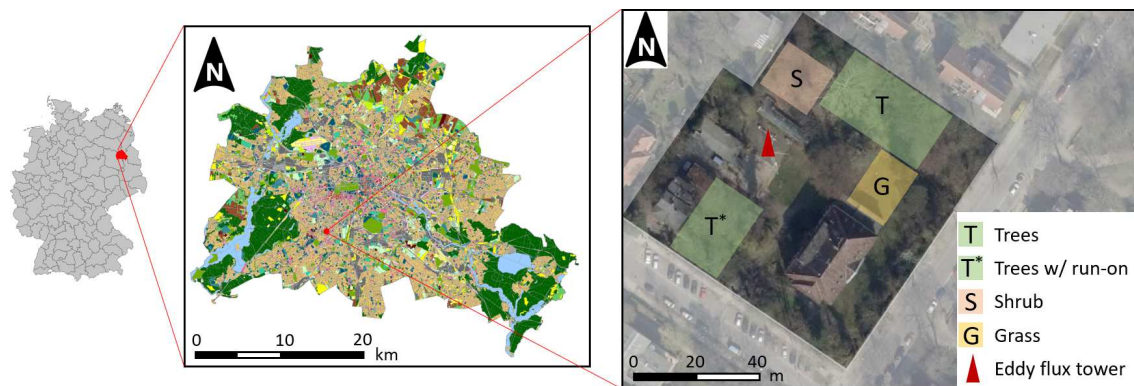 N
0 10 20
km
N
S
T
G
T*
0 20 40
m
T Trees
T* Trees w/ run-on
S Shrub
G Grass
Eddy flux tower